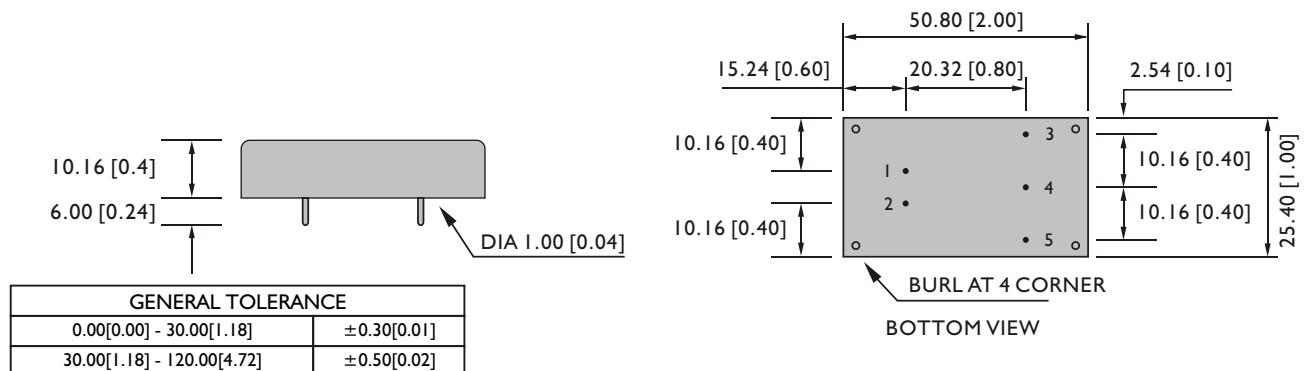 50.80 [2.00]
15.24 [0.60]
20.32 [0.80]
2.54 [0.10]
10.16 [0.4]
6.00 [0.24]
DIA 1.00 [0.04]
10.16 [0.40]
10.16 [0.40]
1
2
3
4
5
10.16 [0.40]
10.16 [0.40]
25.40 [1.00]
BURL AT 4 CORNER
BOTTOM VIEW
GENERAL TOLERANCE
0.00[0.00] - 30.00[1.18] ±0.30[0.01]
30.00[1.18] - 120.00[4.72] ±0.50[0.02]